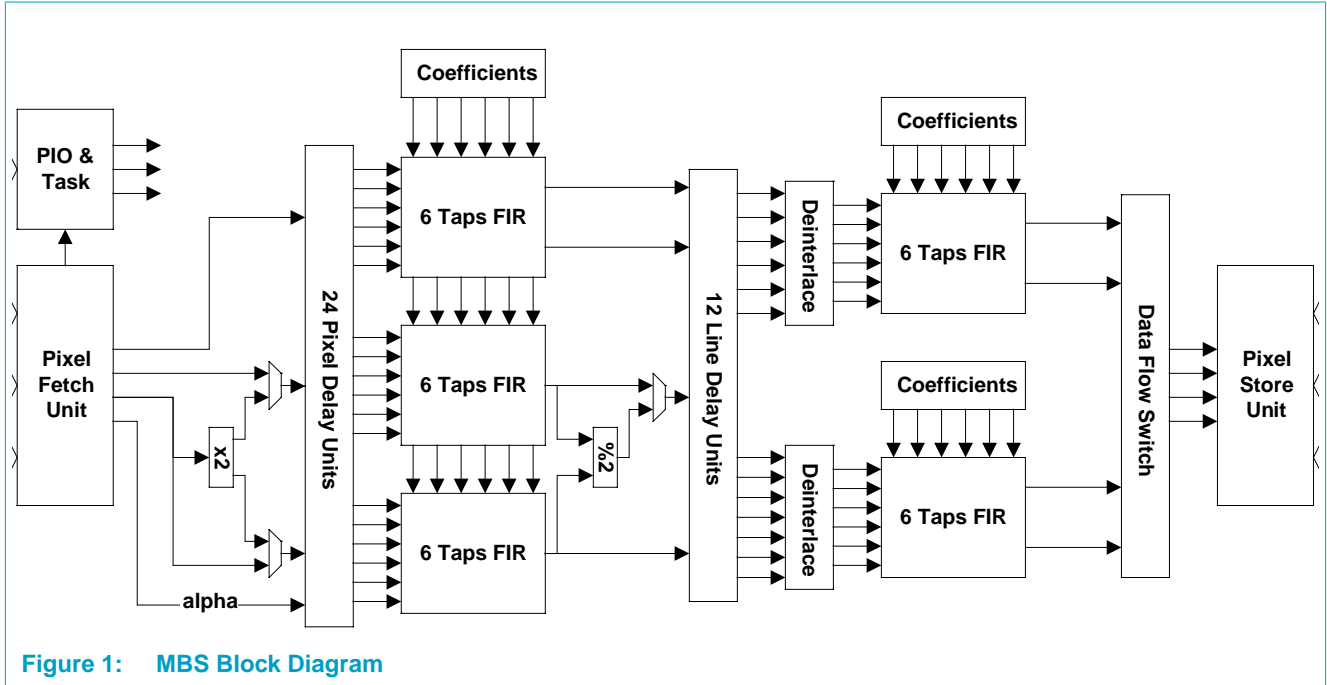 Coefficients
PIO &
Task
6 Taps FIR
Pixel
Fetch
Unit
x2
alpha
24 Pixel Delay Units
6 Taps FIR
6 Taps FIR
%2
12 Line Delay Units
Deinterlace
Deinterlace
Coefficients
6 Taps FIR
Coefficients
6 Taps FIR
Data Flow Switch
Pixel
Store
Unit
Figure 1: MBS Block Diagram